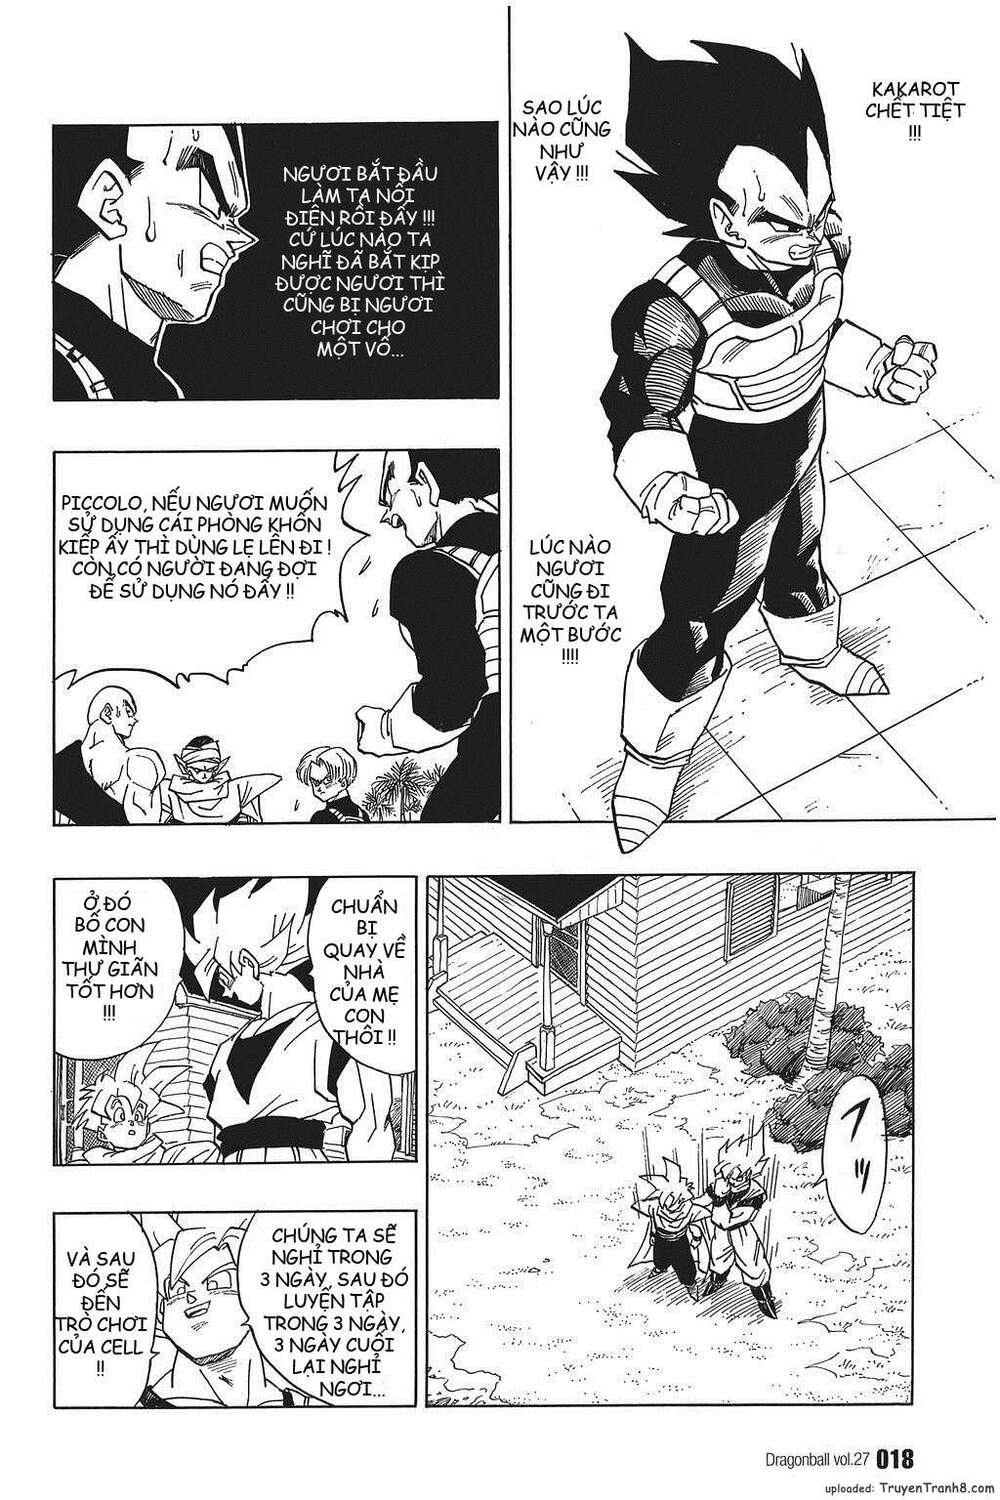 KAKAROT
CHẾT TIỆT
!!!
SAO LÚC
NÀO CŨNG
NHƯ
VẬY !!!
LÚC NÀO
NGƯƠI
CŨNG ĐI
TRƯỚC TA
MỘT BƯỚC
!!!!
NGƯƠI BẮT ĐẦU
LÀM TA NỔI
ĐIÊN RỒI ĐẤY !!!
CỨ LÚC NÀO TA
NGHĨ ĐÃ BẮT KỊP
ĐƯỢC NGƯƠI THÌ
CŨNG BỊ NGƯƠI
CHƠI CHO
MỘT VỐ...
PICCOLO, NẾU NGƯƠI MUỐN
SỬ DỤNG CÁI PHÒNG KHỐN
KIẾP ẤY THÌ DÙNG LẸ LÊN ĐI !
CÒN CÓ NGƯỜI ĐANG ĐỢI
ĐỂ SỬ DỤNG NÓ ĐẤY !!
フッ
CHUẨN
BỊ
QUAY VỀ
NHÀ
CỦA MẸ
CON
THÔI !!
Ở ĐÓ
BỐ CON
MÌNH
THƯ GIÃN
TỐT HƠN
!!!
CHÚNG TA SẼ
NGHỈ TRONG
3 NGÀY, SAU ĐÓ
LUYỆN TẬP
TRONG 3 NGÀY,
3 NGÀY CUỐI
LẠI NGHỈ
NGƠI...
VÀ SAU
ĐÓ SẼ
ĐẾN
TRÒ CHƠI
CỦA CELL
!!
Dragonball vol.27 018
uploaded: TruyenTranh8.com